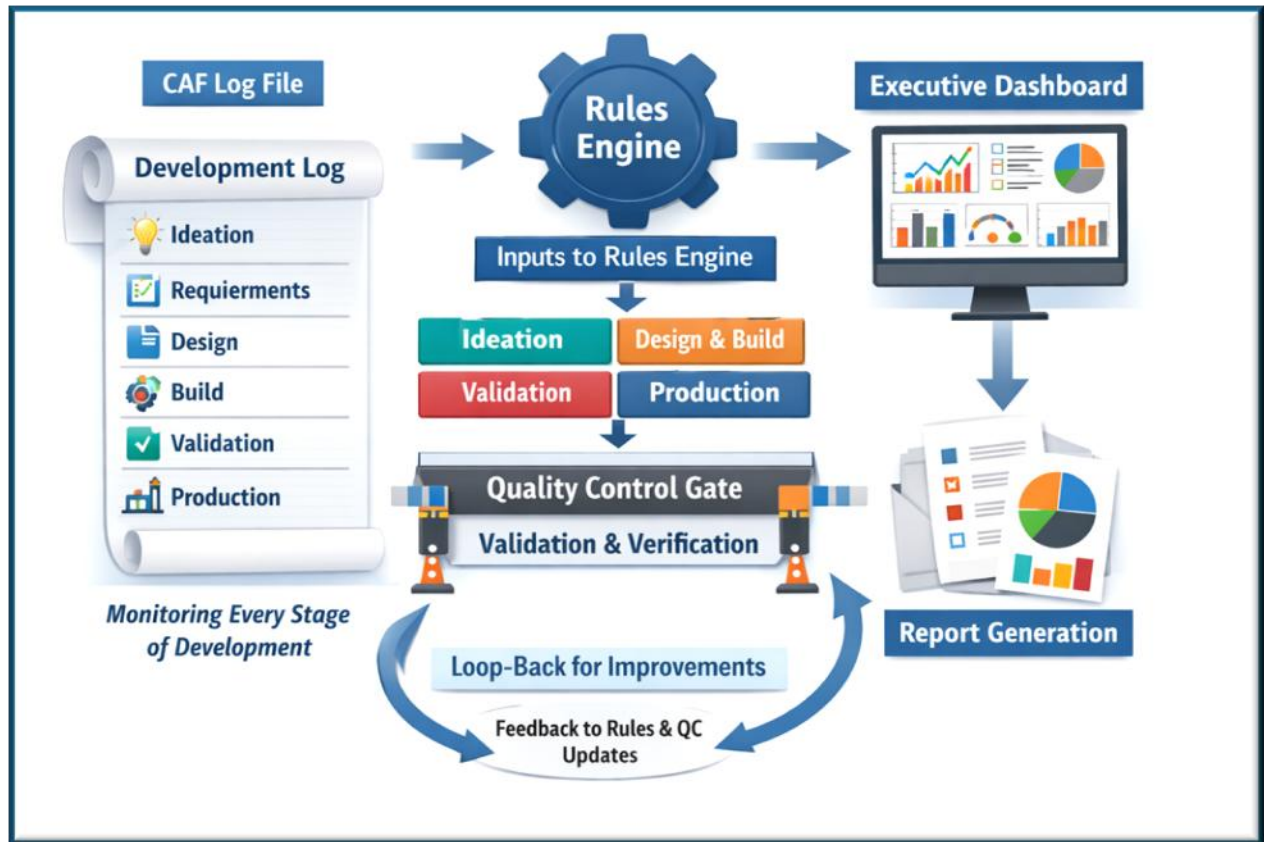 CAF Log File
Development Log
Ideation
Requierments
Design
Build
Validation
Production
Monitoring Every Stage
of Development
Rules
Engine
Inputs to Rules Engine
Ideation
Design & Build
Validation
Production
Quality Control Gate
Validation & Verification
Loop-Back for Improvements
Feedback to Rules & QC
Updates
Executive Dashboard
Report Generation